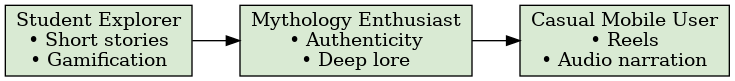 Student Explorer
• Short stories
• Gamification
Mythology Enthusiast
• Authenticity
• Deep lore
Casual Mobile User
• Reels
• Audio narration